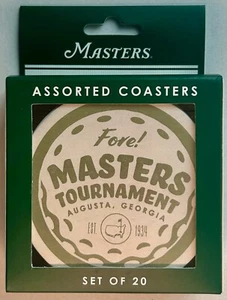 MASTERS
ASSORTED COASTERS
Fore!
MASTERS
TOURNAMENT
AUGUSTA, GEORGIA
EST 1934
SET OF 20